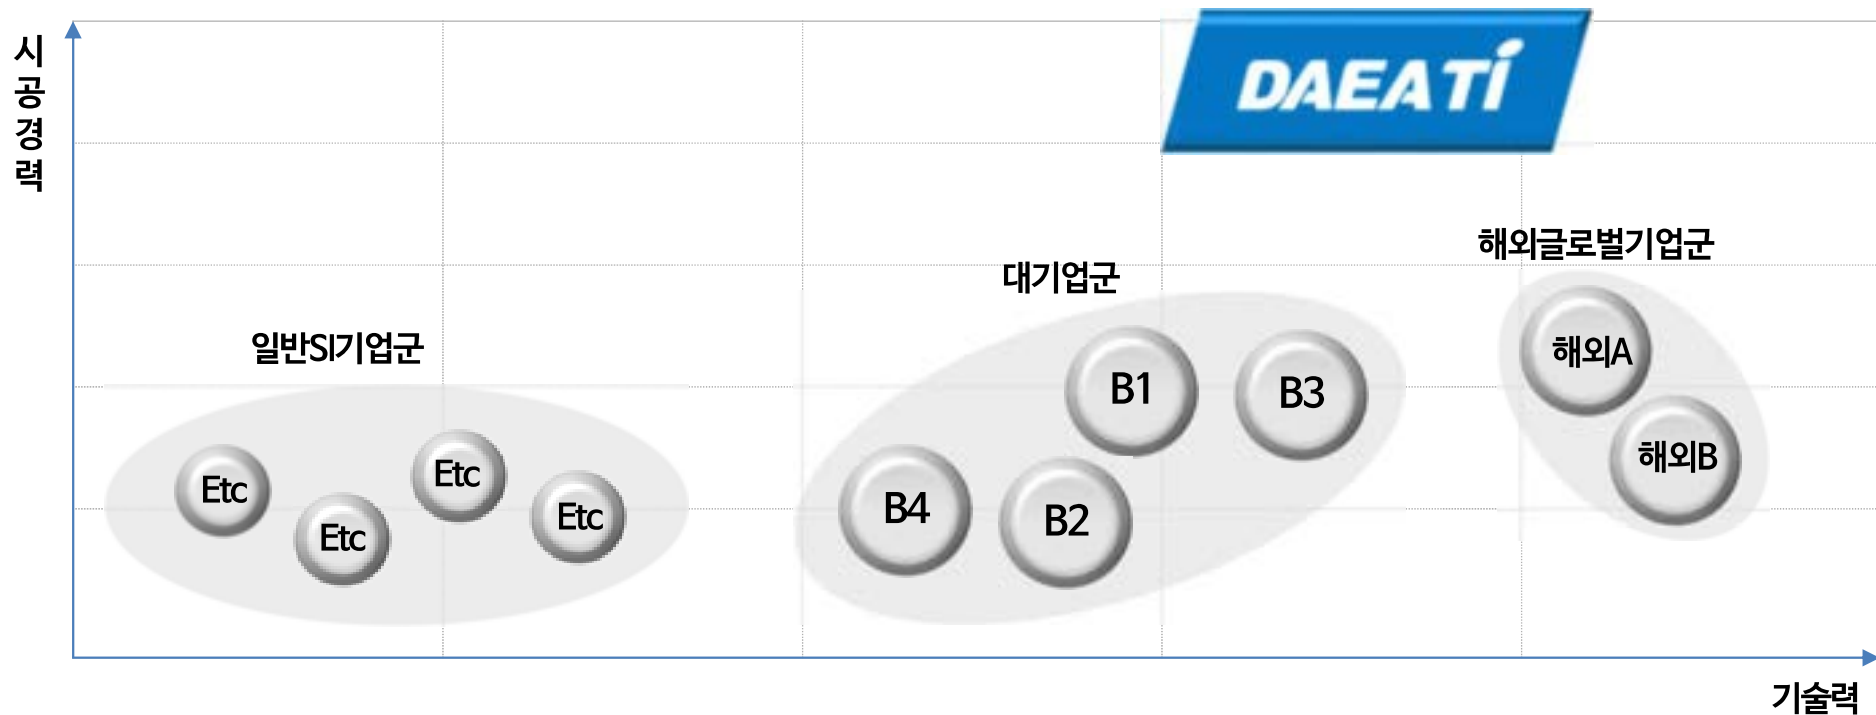 시공경력
DAEATI
해외글로벌기업군
대기업군
일반SI기업군
해외A
B1
B3
해외B
Etc
Etc
B4
B2
Etc
Etc
기술력